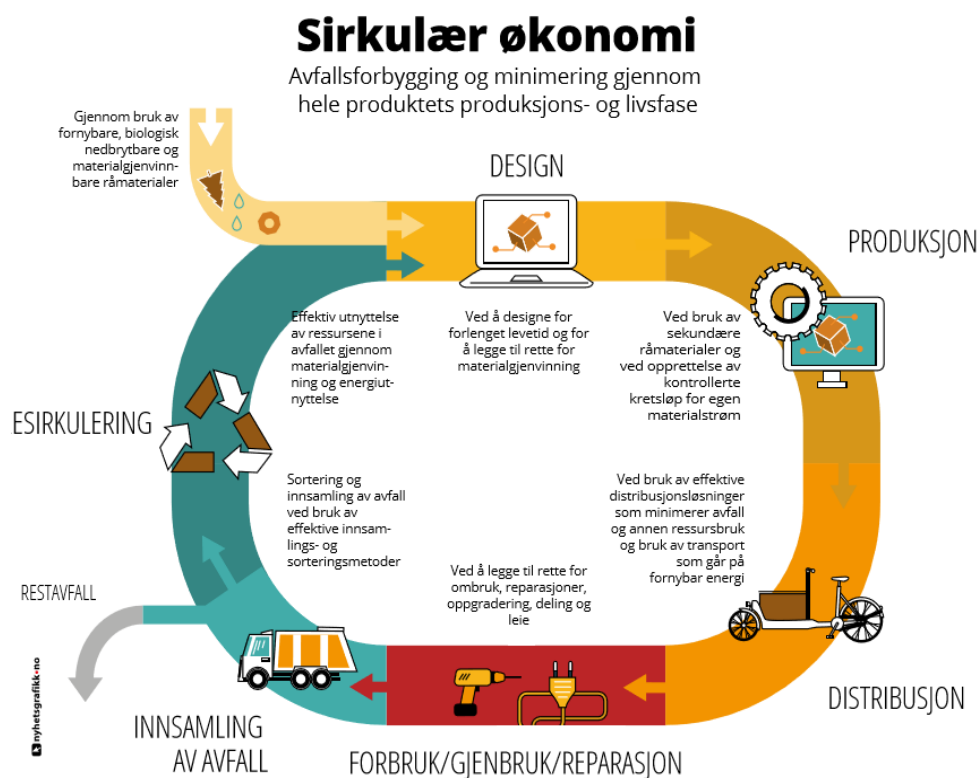 Sirkulær økonomi
Avfallsforbygging og minimering gjennom
hele produktets produksjons- og livsfase
Gjennom bruk av
fornybare, biologisk
nedbrytbare og
materialgjenvinn-
bare råmaterialer
DESIGN
PRODUKSJON
Effektiv utnyttelse
av ressursene i
avfallet gjennom
materialgjenvin-
ning og energiut-
nyttelse
Ved å designe for
forlenget levetid og for
å legge til rette for
materialgjenvinning
Ved bruk av
sekundære
råmaterialer og
ved opprettelse av
kontrollerte
kretsløp for egen
materialstrøm
ESIRKULERING
Sortering og
innsamling av avfall
ved bruk av
effektive innsam-
lings- og
sorteringsmetoder
Ved bruk av effektive
distribusjonsløsninger
som minimerer avfall
og annen ressursbruk
og bruk av transport
som går på
fornybar energi
Ved å legge til rette for
ombruk, reparasjoner,
oppgradering, deling og
leie
RESTAVFALL
DISTRIBUSJON
INNSAMLING
AV AVFALL
FORBRUK/GJENBRUK/REPARASJON
nyhetsgrafikk•no